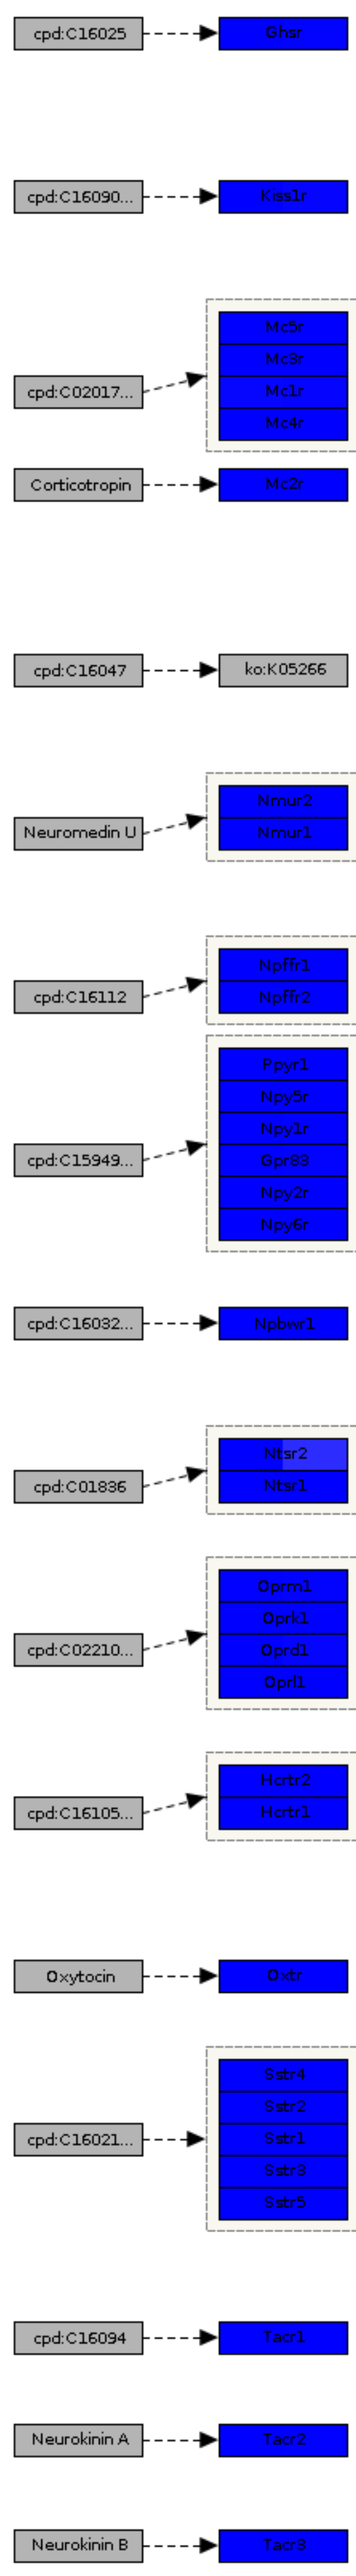 cpd:C16025 Ghsr
cpd:C16090... Kiss1r
Mc5r
Mc3r
cpd:C02017... Mc1r
Mc4r
Corticotropin Mc2r
cpd:C16047 ko:K05266
Nmur2
Neuromedin U Nmur1
Npffr1
cpd:C16112 Npffr2
Ppyr1
Npy5r
Npy1r
cpd:C15949... Gpr83
Npy2r
Npy6r
cpd:C16032... Npbwr1
Ntsr2
cpd:C01836 Ntsr1
Oprm1
Oprk1
cpd:C02210... Oprd1
Oprl1
Hcrtr2
cpd:C16105... Hcrtr1
Oxytocin Oxtr
Sstr4
Sstr2
cpd:C16021... Sstr1
Sstr3
Sstr5
cpd:C16094 Tacr1
Neurokinin A Tacr2
Neurokinin B Tacr3